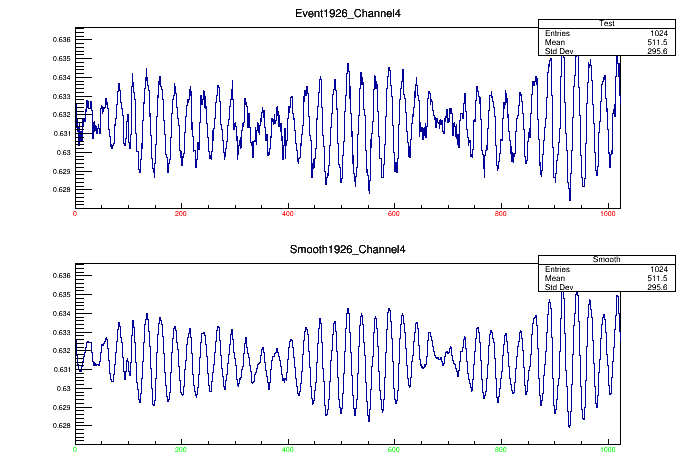 Event1926_Channel4
Test
Entries 1024
Mean 511.5
Std Dev 295.6
0.636
0.635
0.634
0.633
0.632
0.631
0.63
0.629
0.628
0 200 400 600 800 1000
Smooth1926_Channel4
Smooth
Entries 1024
Mean 511.5
Std Dev 295.6
0.636
0.635
0.634
0.633
0.632
0.631
0.63
0.629
0.628
0 200 400 600 800 1000